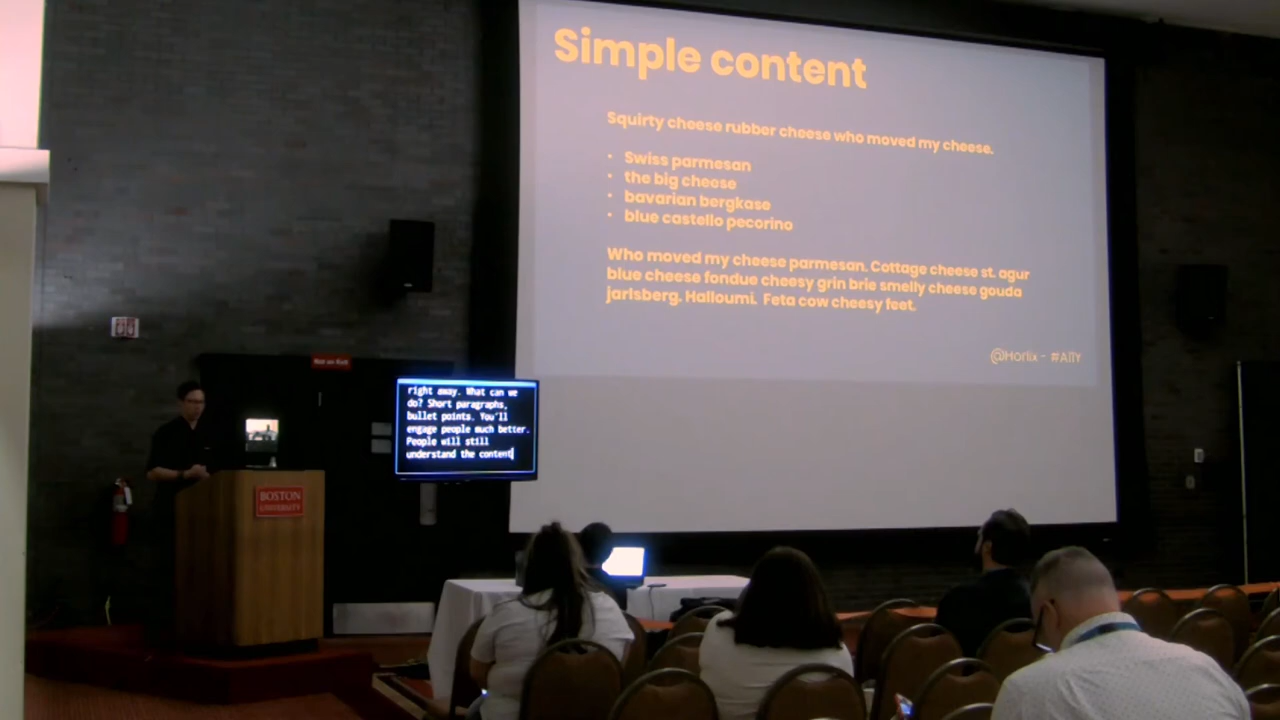 Simple content
Squirty cheese rubber cheese who moved my cheese.
• Swiss parmesan
• the big cheese
• bavarian bergkase
• blue castello pecorino
Who moved my cheese parmesan. Cottage cheese st. agur
blue cheese fondue cheesy grin brie smelly cheese gouda
jarlsberg. Halloumi. Feta cow cheesy feet.
@Horlix - #A11Y
Not an Exit
right away. What can we
do? Short paragraphs,
bullet points. You'll
engage people much better.
People will still
understand the content
BOSTON
UNIVERSITY